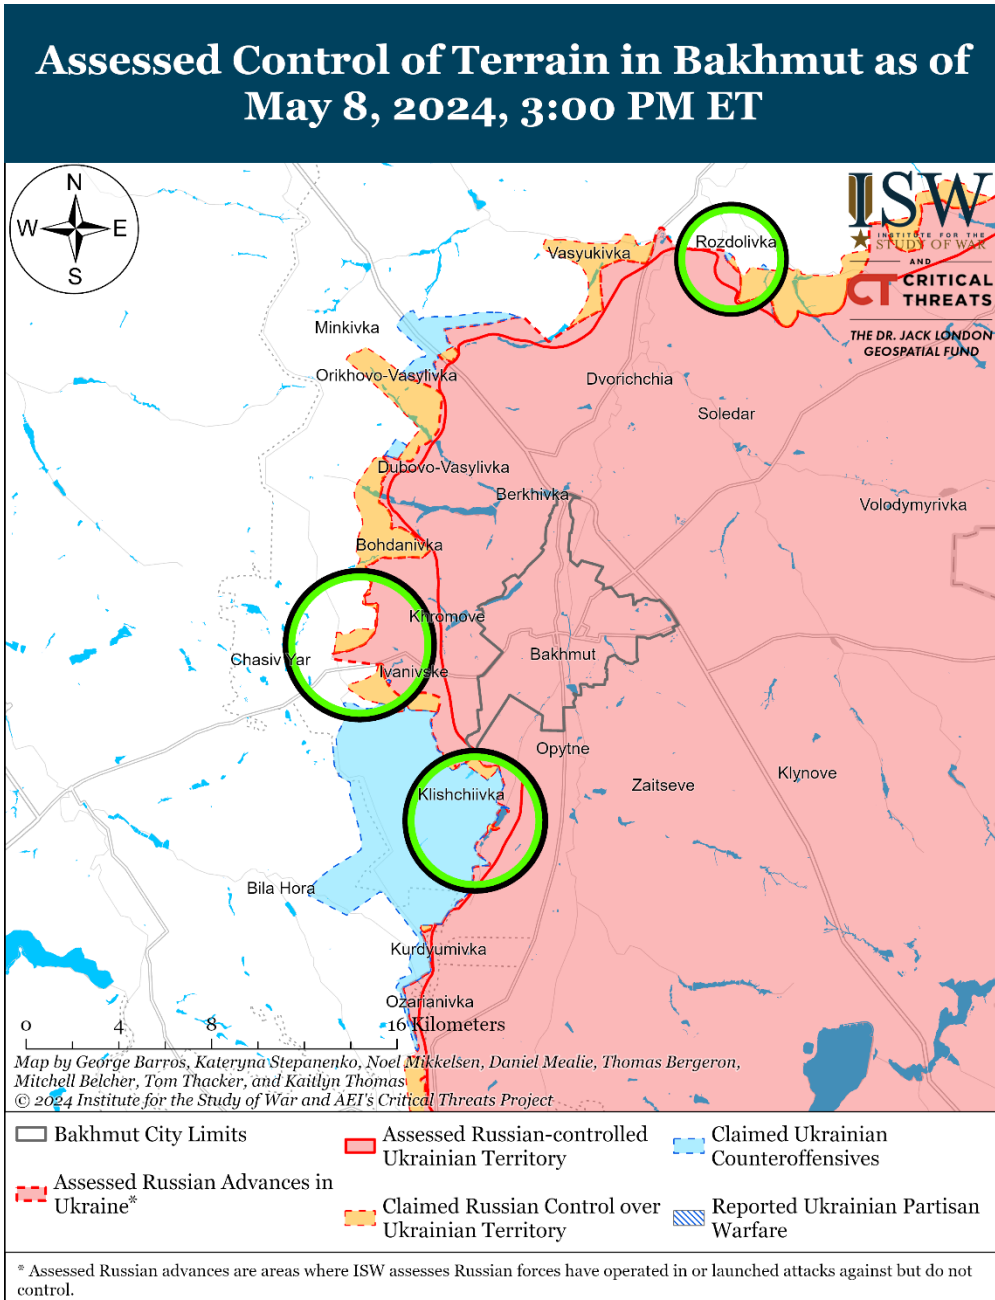 Assessed Control of Terrain in Bakhmut as of
May 8, 2024, 3:00 PM ET
N
W
E
S
ISW
INSTITUTE FOR THE
STUDY OF WAR
AND
CT CRITICAL
THREATS
THE DR. JACK LONDON
GEOSPATIAL FUND
Rozdolivka
Vasyukivka
Minkivka
Orikhovo-Vasylivka
Dvorichchia
Soledar
Dubovo-Vasylivka
Berkhivka
Volodymyrivka
Bohdanivka
Khromove
Chasiv Yar
Bakhmut
Ivanivske
Opytne
Klynove
Zaitseve
Klishchiivka
Bila Hora
Kurdyumivka
Ozarianivka
0 4 8 16 Kilometers
Map by George Barros, Kateryna Stepanenko, Noel Mikkelsen, Daniel Mealie, Thomas Bergeron,
Mitchell Belcher, Tom Thacker, and Kaitlyn Thomas
© 2024 Institute for the Study of War and AEI's Critical Threats Project
Bakhmut City Limits
Assessed Russian Advances in
Ukraine*
Assessed Russian-controlled
Ukrainian Territory
Claimed Russian Control over
Ukrainian Territory
Claimed Ukrainian
Counteroffensives
Reported Ukrainian Partisan
Warfare
* Assessed Russian advances are areas where ISW assesses Russian forces have operated in or launched attacks against but do not
control.